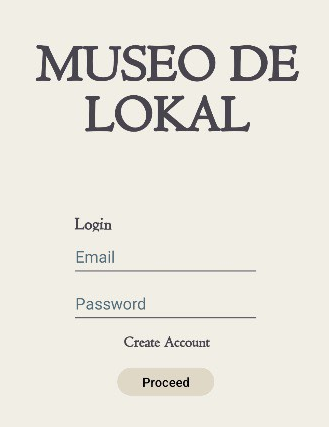 MUSEO DE
LOKAL
Login
Email
Password
Create Account
Proceed